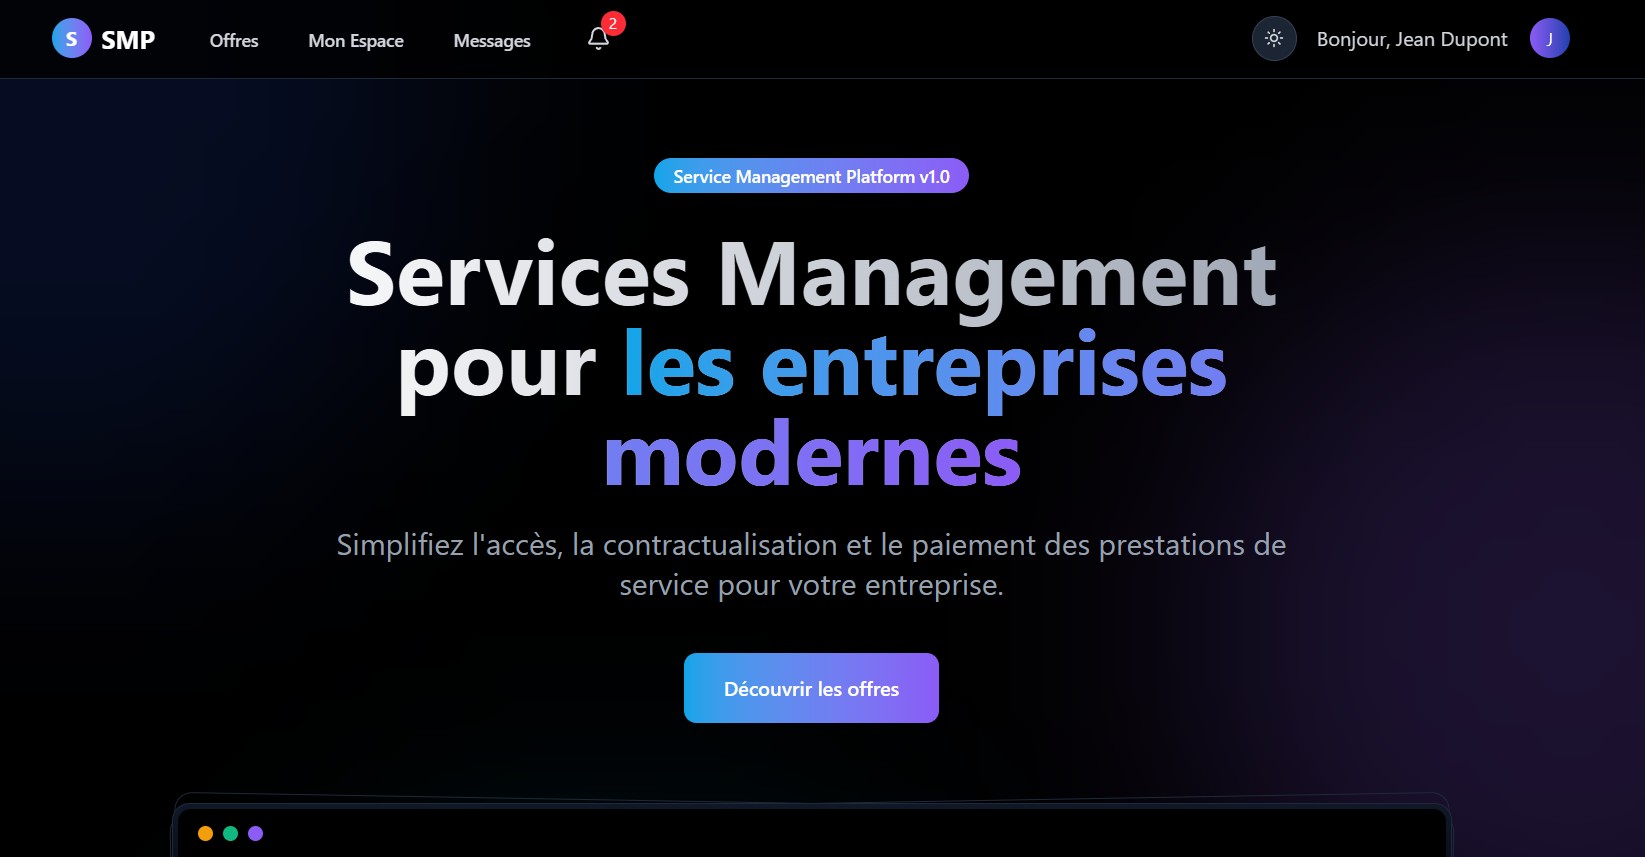 S SMP Offres Mon Espace Messages 2 Bonjour, Jean Dupont J
Service Management Platform v1.0
Services Management
pour les entreprises
modernes
Simplifiez l'accès, la contractualisation et le paiement des prestations de
service pour votre entreprise.
Découvrir les offres